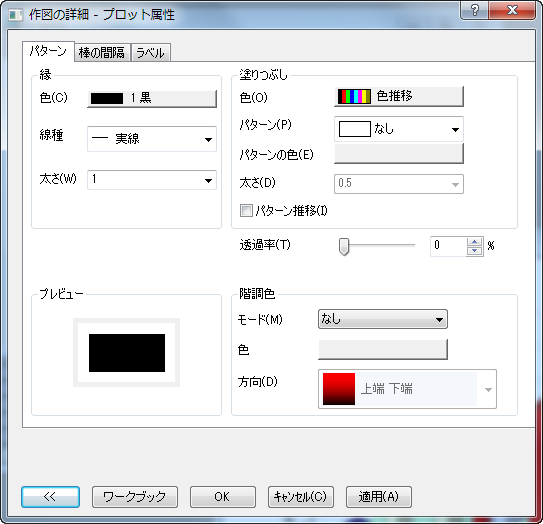 作図の詳細 - プロット属性
パターン 棒の間隔 ラベル
縁
色(C) 1 黒
線種 実線
太さ(W) 1
塗りつぶし
色(O) 色推移
パターン(P) なし
パターンの色(E)
太さ(D) 0.5
パターン推移(I)
透過率(T) 0 %
プレビュー
階調色
モード(M) なし
色
方向(D) 上端 下端
<< ワークブック OK キャンセル(C) 適用(A)